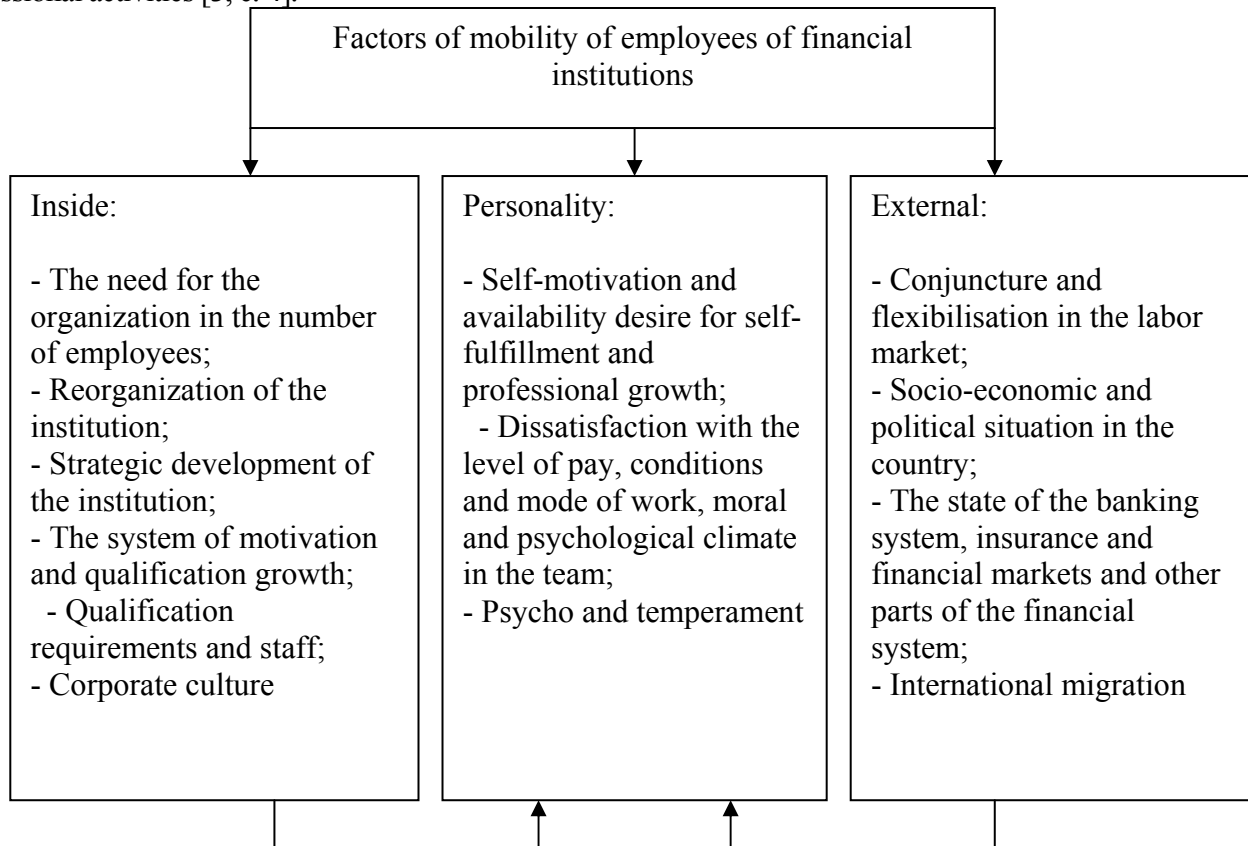 Factors of mobility of employees of financial
institutions
Inside:
- The need for the
organization in the number
of employees;
- Reorganization of the
institution;
- Strategic development of
the institution;
- The system of motivation
and qualification growth;
- Qualification
requirements and staff;
- Corporate culture
Personality:
- Self-motivation and
availability desire for self-
fulfillment and
professional growth;
- Dissatisfaction with the
level of pay, conditions
and mode of work, moral
and psychological climate
in the team;
- Psycho and temperament
External:
- Conjuncture and
flexibilisation in the labor
market;
- Socio-economic and
political situation in the
country;
- The state of the banking
system, insurance and
financial markets and other
parts of the financial
system;
- International migration